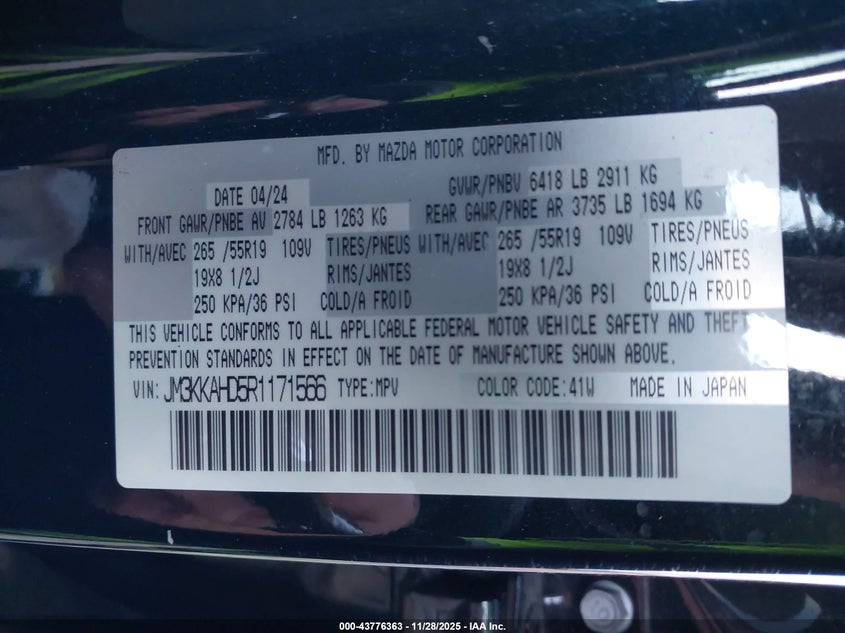 MFD. BY MAZDA MOTOR CORPORATION
DATE 04/24 GVWR/PNBV 6418 LB 2911 KG
FRONT GAWR/PNBE AV 2784 LB 1263 KG REAR GAWR/PNBE AR 3735 LB 1694 KG
WITH/AVEC 265 /55R19 109V TIRES/PNEUS WITH/AVEC 265 /55R19 109V TIRES/PNEUS
19X8 1/2J RIMS/JANTES 19X8 1/2J RIMS/JANTES
250 KPA/36 PSI COLD/A FROID 250 KPA/36 PSI COLD/A FROID
THIS VEHICLE CONFORMS TO ALL APPLICABLE FEDERAL MOTOR VEHICLE SAFETY AND THEFT
PREVENTION STANDARDS IN EFFECT ON THE DATE OF MANUFACTURE SHOWN ABOVE.
VIN: JM3KKAHD5R1171566 TYPE:MPV COLOR CODE:41W MADE IN JAPAN
000-43776363 - 11/28/2025 - IAA Inc.